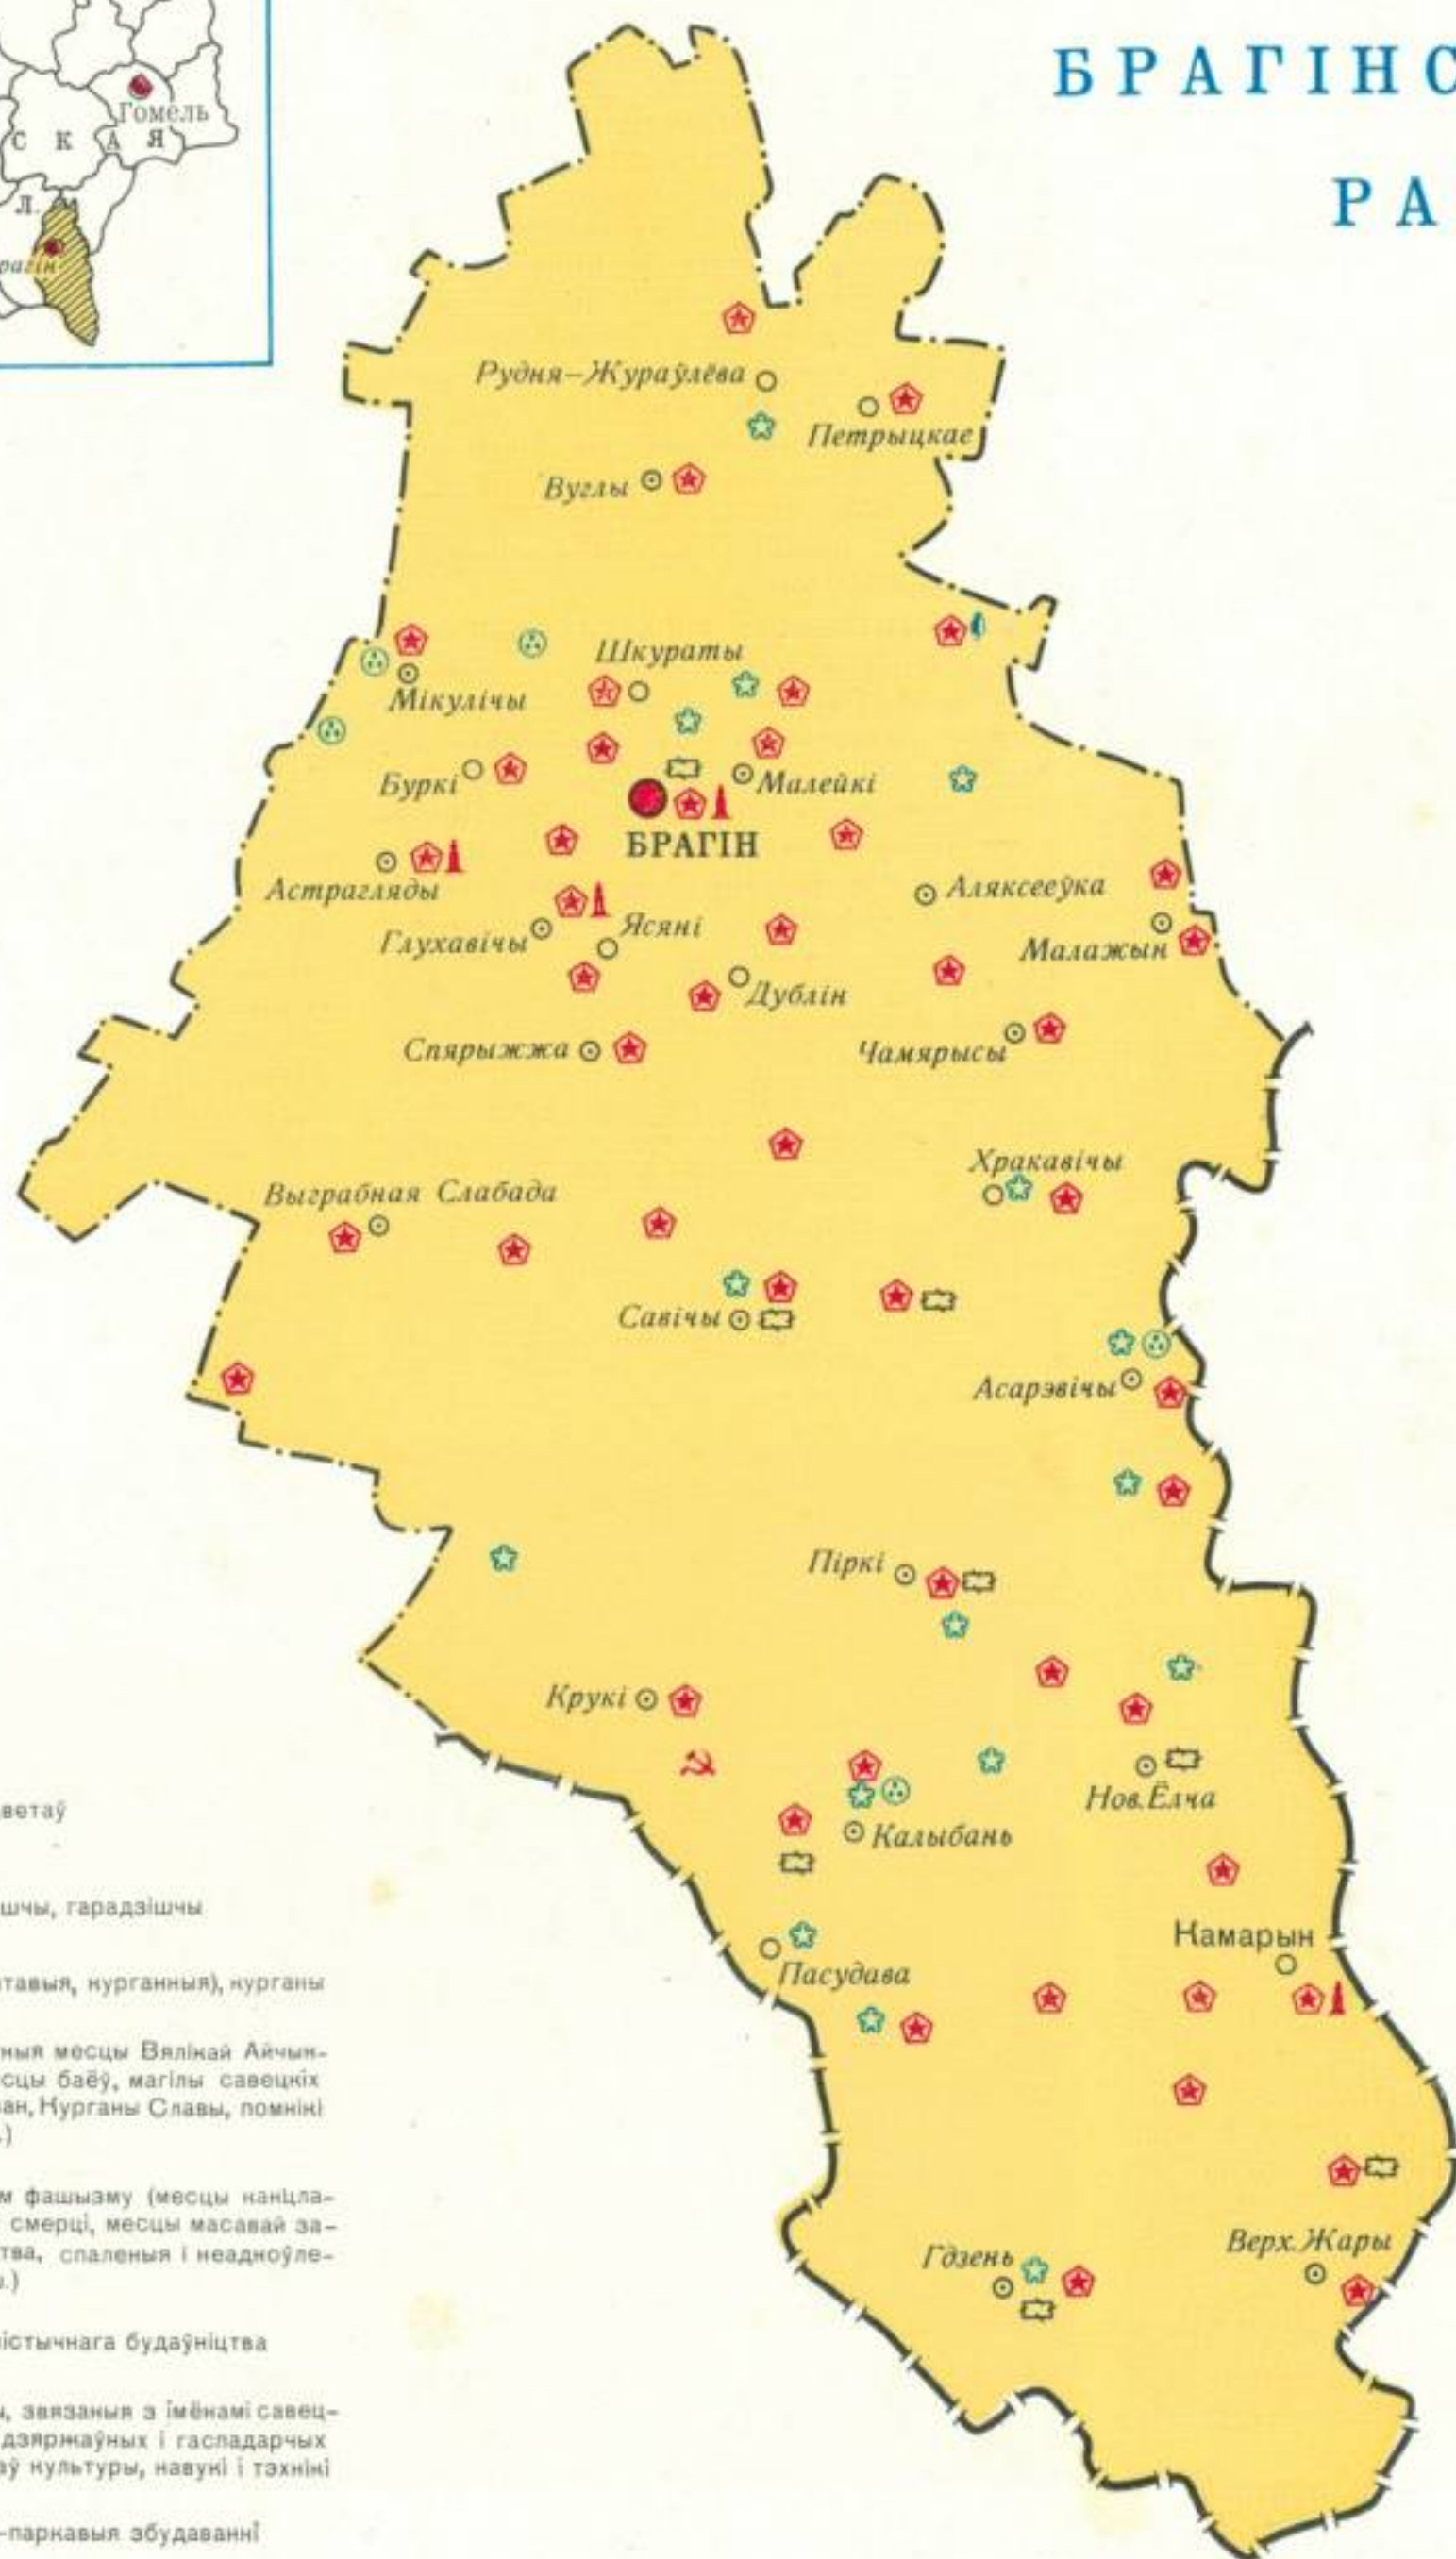 БРАГІНС
РА
Гомель
С К А Я
Л.
рагін
Рудня–Жураўлёва
Петрыцкае
Вуглы
Шкураты
Мікулічы
Буркі
Малейкі
БРАГІН
Астрагляды
Аляксееўка
Глухавічы
Ясяні
Малажын
Дублін
Спярыжжа
Чамярысы
Хракавічы
Выграбная Слабада
Савічы
Асарэвічы
Піркі
Крукі
Нов.Ёлча
Калыбань
Камарын
Пасудава
Гдзень
Верх.Жары
ветаў
шчы, гарадзішчы
тавыя, курганныя), курганы
ныя месцы Вялікай Айчын-
сцы баёў, магілы савецкіх
зан, Курганы Славы, помнікі
.)
м фашызму (месцы канцла-
смерці, месцы масавай за-
тва, спаленыя і неадноўле-
.)
істычнага будаўніцтва
, звязаныя з імёнамі савец-
дзяржаўных і гаспадарчых
аў культуры, навукі і тэхнікі
-паркавыя збудаванні